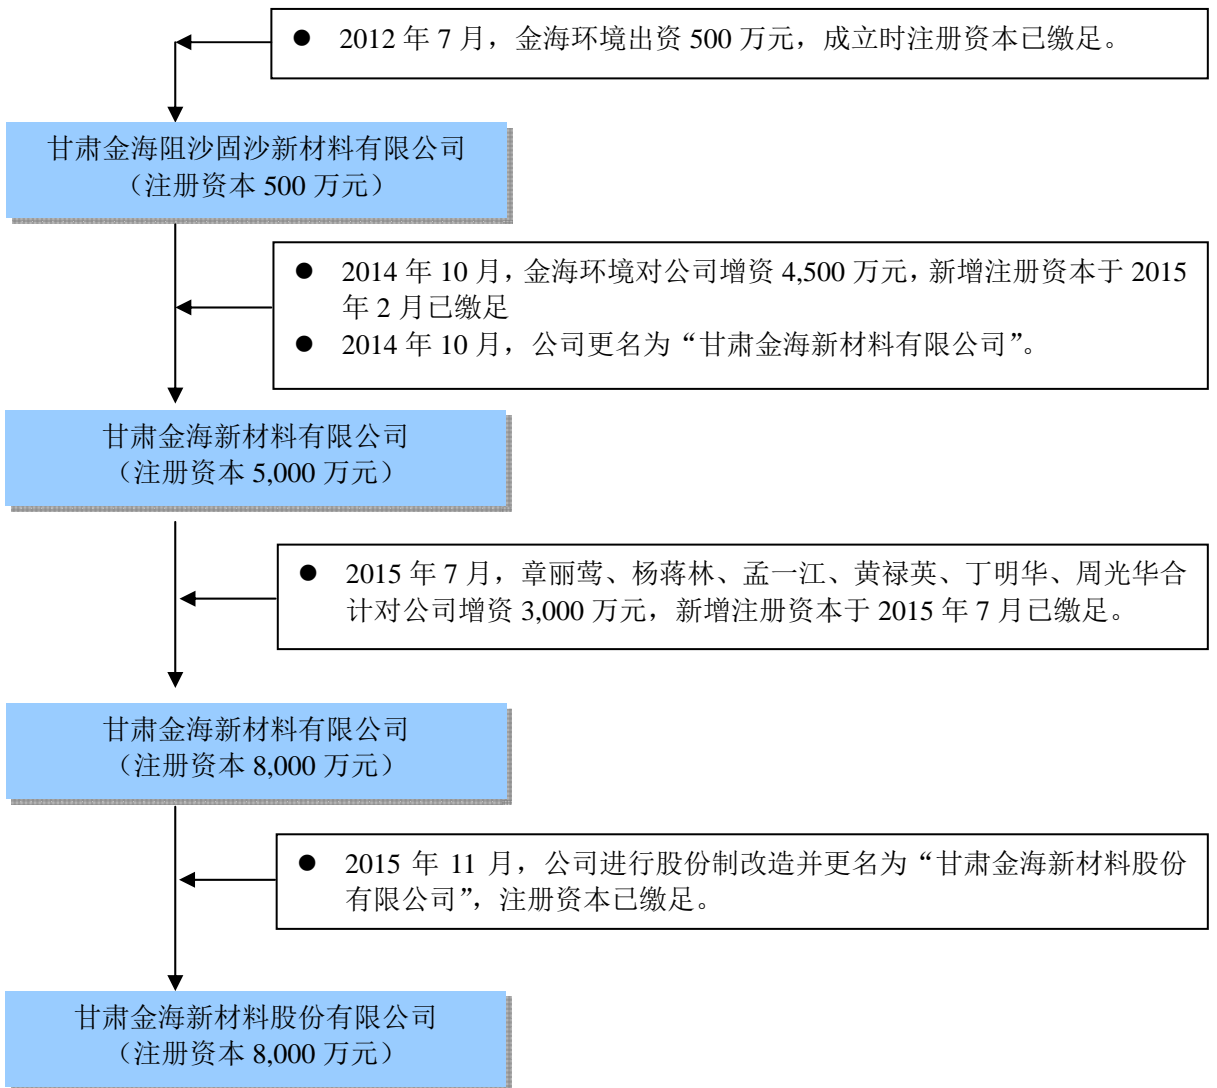 ● 2012 年 7 月，金海环境出资 500 万元，成立时注册资本已缴足。
甘肃金海阻沙固沙新材料有限公司
（注册资本 500 万元）
● 2014 年 10 月，金海环境对公司增资 4,500 万元，新增注册资本于 2015
年 2 月已缴足
● 2014 年 10 月，公司更名为“甘肃金海新材料有限公司”。
甘肃金海新材料有限公司
（注册资本 5,000 万元）
● 2015 年 7 月，章丽莺、杨蒋林、孟一江、黄禄英、丁明华、周光华合
计对公司增资 3,000 万元，新增注册资本于 2015 年 7 月已缴足。
甘肃金海新材料有限公司
（注册资本 8,000 万元）
● 2015 年 11 月，公司进行股份制改造并更名为“甘肃金海新材料股份
有限公司”，注册资本已缴足。
甘肃金海新材料股份有限公司
（注册资本 8,000 万元）